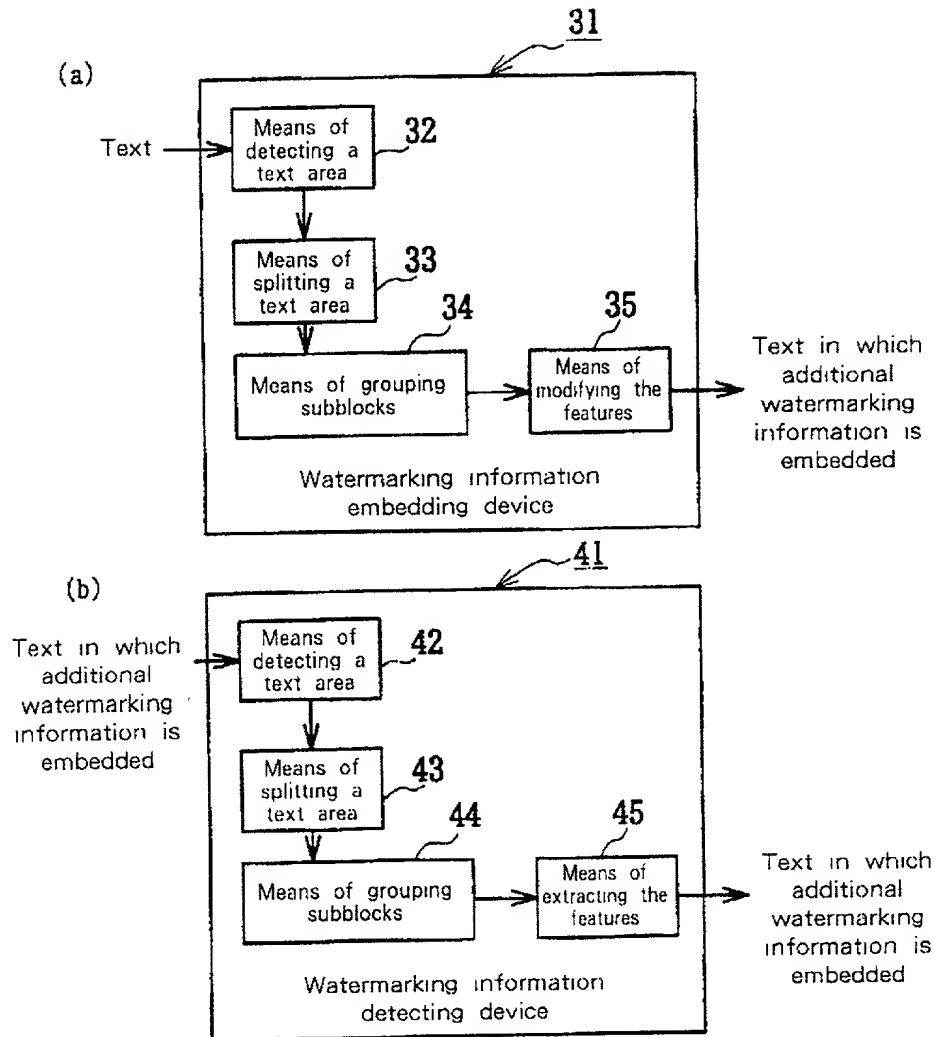 31
(a)
Text
Means of
detecting a
text area
32
Means of
splitting a
text area
33
34
Means of grouping
subblocks
35
Means of
modifying the
features
Text in which
additional
watermarking
information is
embedded
Watermarking information
embedding device
41
(b)
Text in which
additional
watermarking
information is
embedded
Means of
detecting a
text area
42
Means of
splitting a
text area
43
44
Means of grouping
subblocks
45
Means of
extracting the
features
Text in which
additional
watermarking
information is
embedded
Watermarking information
detecting device